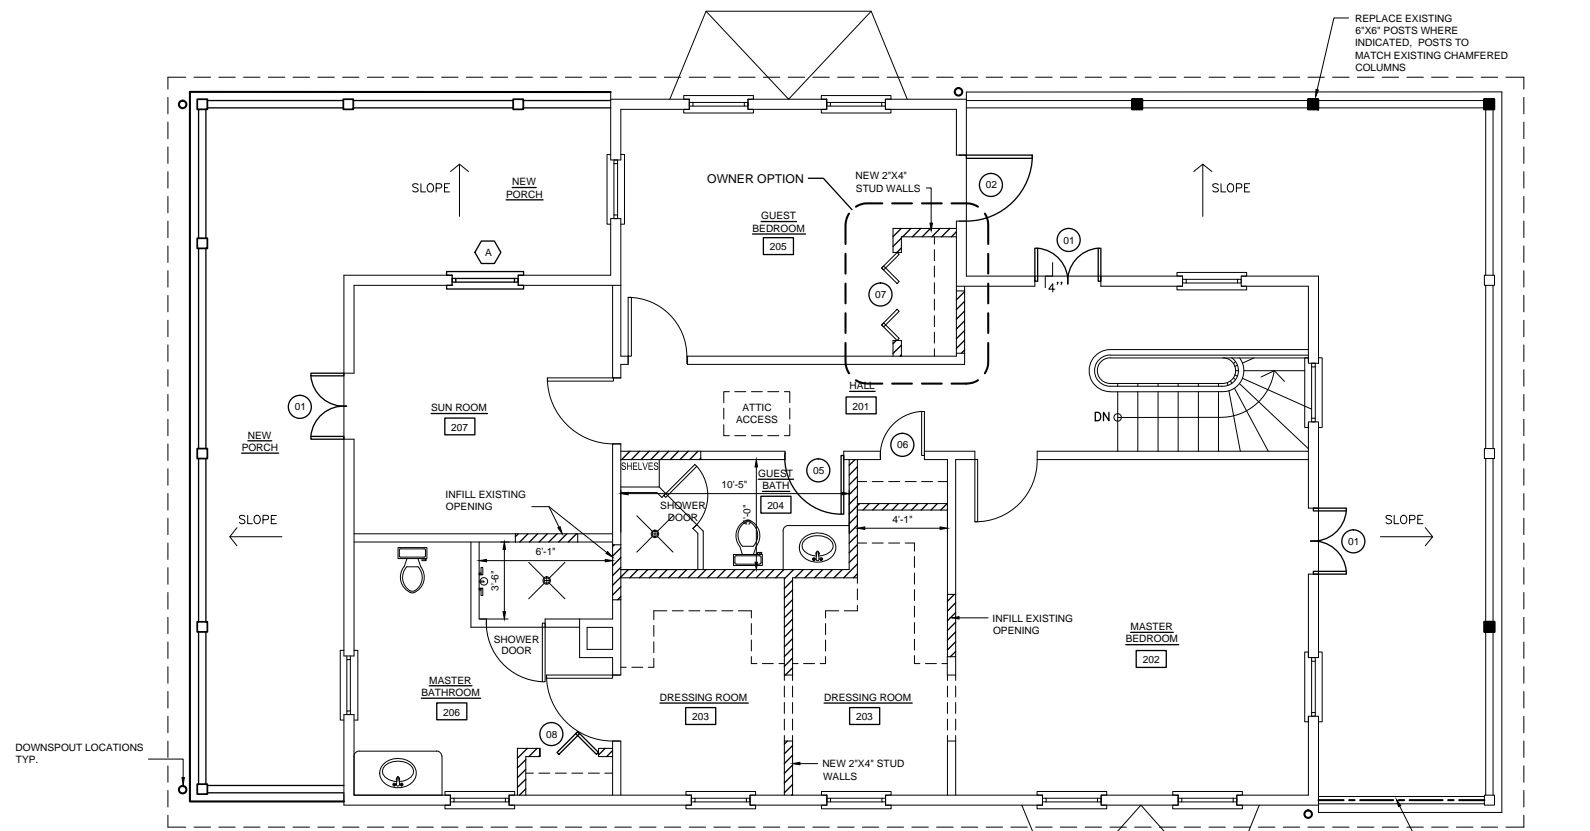 REPLACE EXISTING
6"X6" POSTS WHERE
INDICATED, POSTS TO
MATCH EXISTING CHAMFERED
COLUMNS
SLOPE
NEW
PORCH
OWNER OPTION
NEW 2"X4"
STUD WALLS
02
SLOPE
GUEST
BEDROOM
205
A
01
4''
07
01
SUN ROOM
207
ATTIC
ACCESS
HALL
201
DN
NEW
PORCH
06
SHELVES
05
GUEST
BATH
204
10'-5"
INFILL EXISTING
OPENING
SHOWER
DOOR
'-0"
4'-1"
SLOPE
SLOPE
01
6'-1"
3'-6"
INFILL EXISTING
OPENING
SHOWER
DOOR
MASTER
BEDROOM
202
MASTER
BATHROOM
206
DRESSING ROOM
203
DRESSING ROOM
203
08
DOWNSPOUT LOCATIONS
TYP.
NEW 2"X4" STUD
WALLS